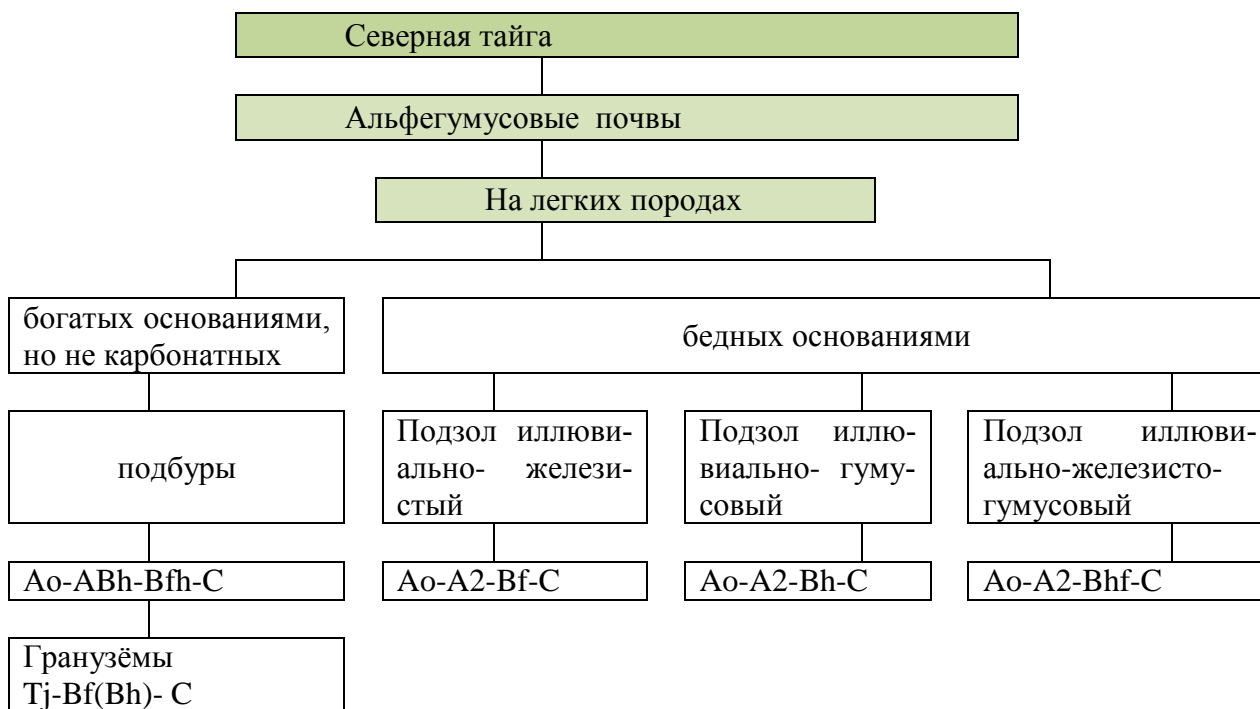 Северная тайга
Альфегумусовые почвы
На легких породах
богатых основаниями,
но не карбонатных
бедных основаниями
подбуры
Подзол иллюви-
ально- желези-
стый
Подзол иллю-
виально- гуму-
совый
Подзол иллюви-
ально-железисто-
гумусовый
Ao-ABh-Bfh-C
Ao-A2-Bf-C
Ao-A2-Bh-C
Ao-A2-Bhf-C
Гранузёмы
Tj-Bf(Bh)- C